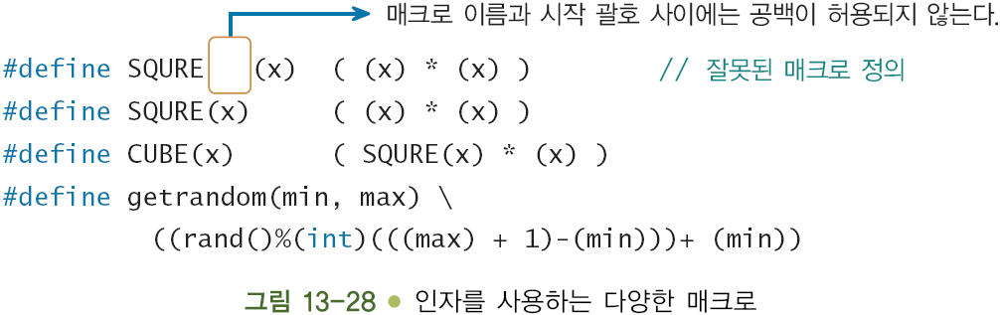 매크로 이름과 시작 괄호 사이에는 공백이 허용되지 않는다.
#define SQURE (x) ( (x) * (x) ) // 잘못된 매크로 정의
#define SQURE(x) ( (x) * (x) )
#define CUBE(x) ( SQURE(x) * (x) )
#define getrandom(min, max) \
((rand()%(int)(((max) + 1)-(min)))+ (min))
그림 13-28 ● 인자를 사용하는 다양한 매크로